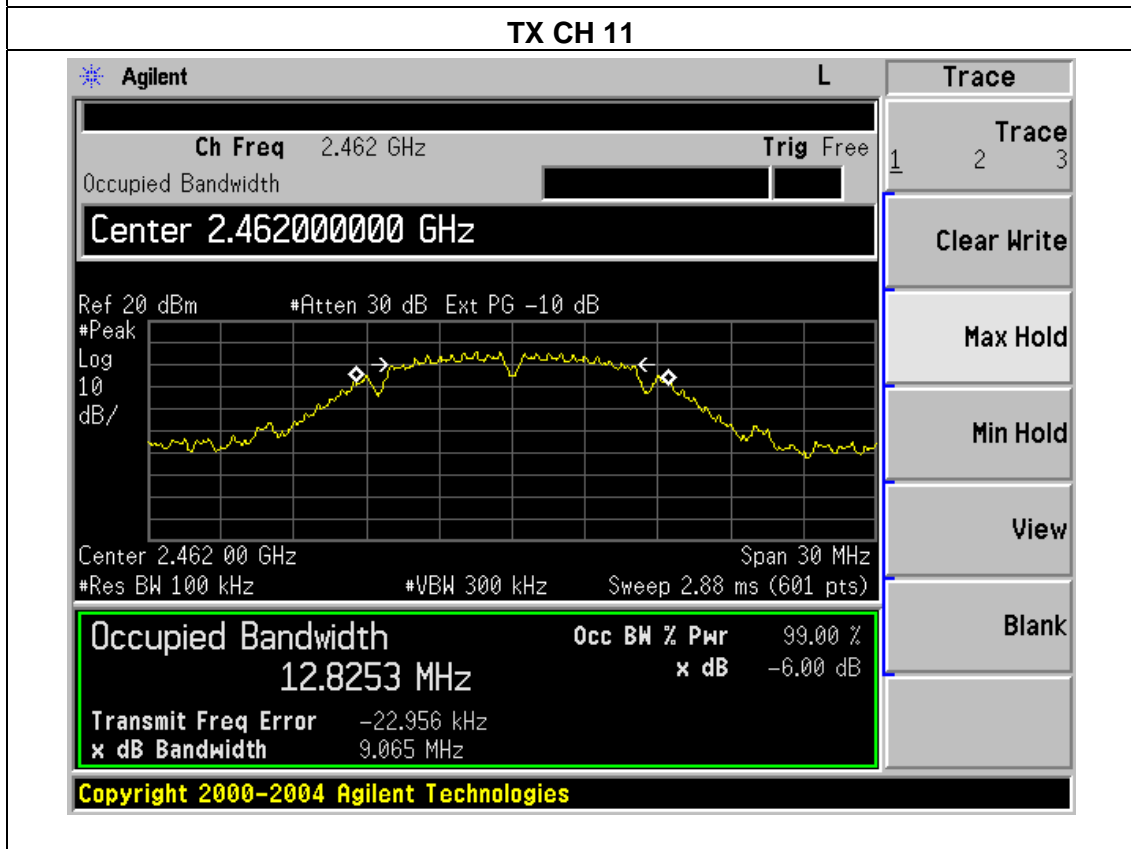 TX CH 11
Agilent L Trace
Ch Freq 2.462 GHz Trig Free
Occupied Bandwidth
Center 2.462000000 GHz
Ref 20 dBm #Atten 30 dB Ext PG -10 dB
#Peak
Log
10
dB/
Center 2.462 00 GHz Span 30 MHz
#Res BW 100 kHz #VBW 300 kHz Sweep 2.88 ms (601 pts)
Occupied Bandwidth Occ BW % Pwr 99.00 %
12.8253 MHz x dB -6.00 dB
Transmit Freq Error -22.956 kHz
x dB Bandwidth 9.065 MHz
Copyright 2000-2004 Agilent Technologies
Trace
1 2 3
Clear Write
Max Hold
Min Hold
View
Blank